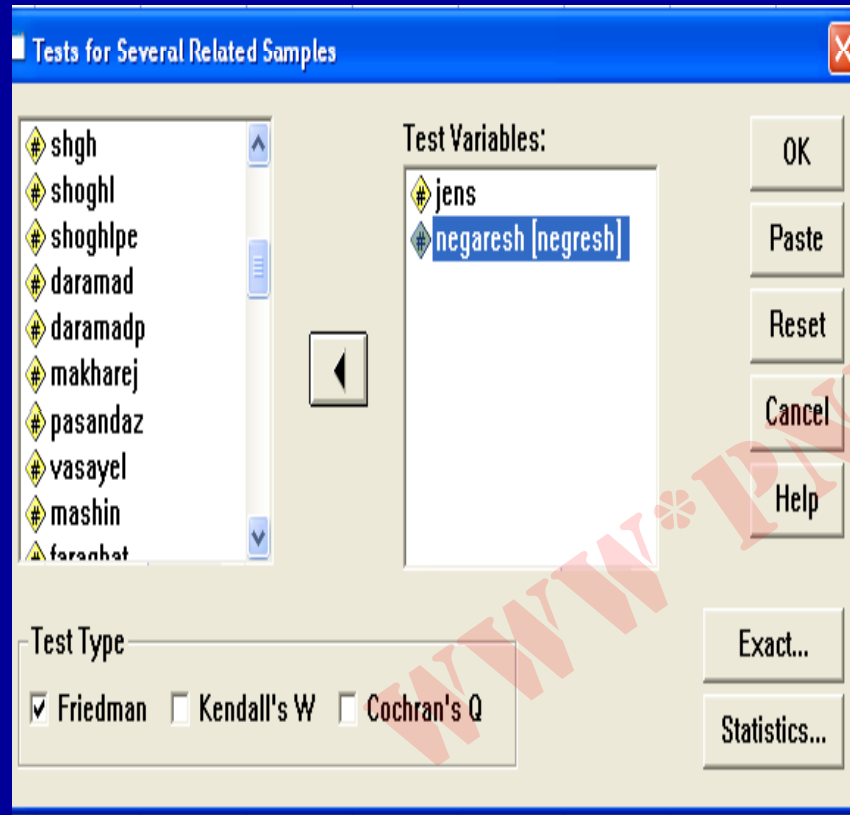 Tests for Several Related Samples
shgh
shoghl
shoghlpe
daramad
daramadp
makharej
pasandaz
vasayel
mashin
faraghat
Test Variables:
jens
negaresh [negresh]
OK
Paste
Reset
Cancel
Help
Test Type
Friedman Kendall's W Cochran's Q
Exact...
Statistics...
WWW*PN